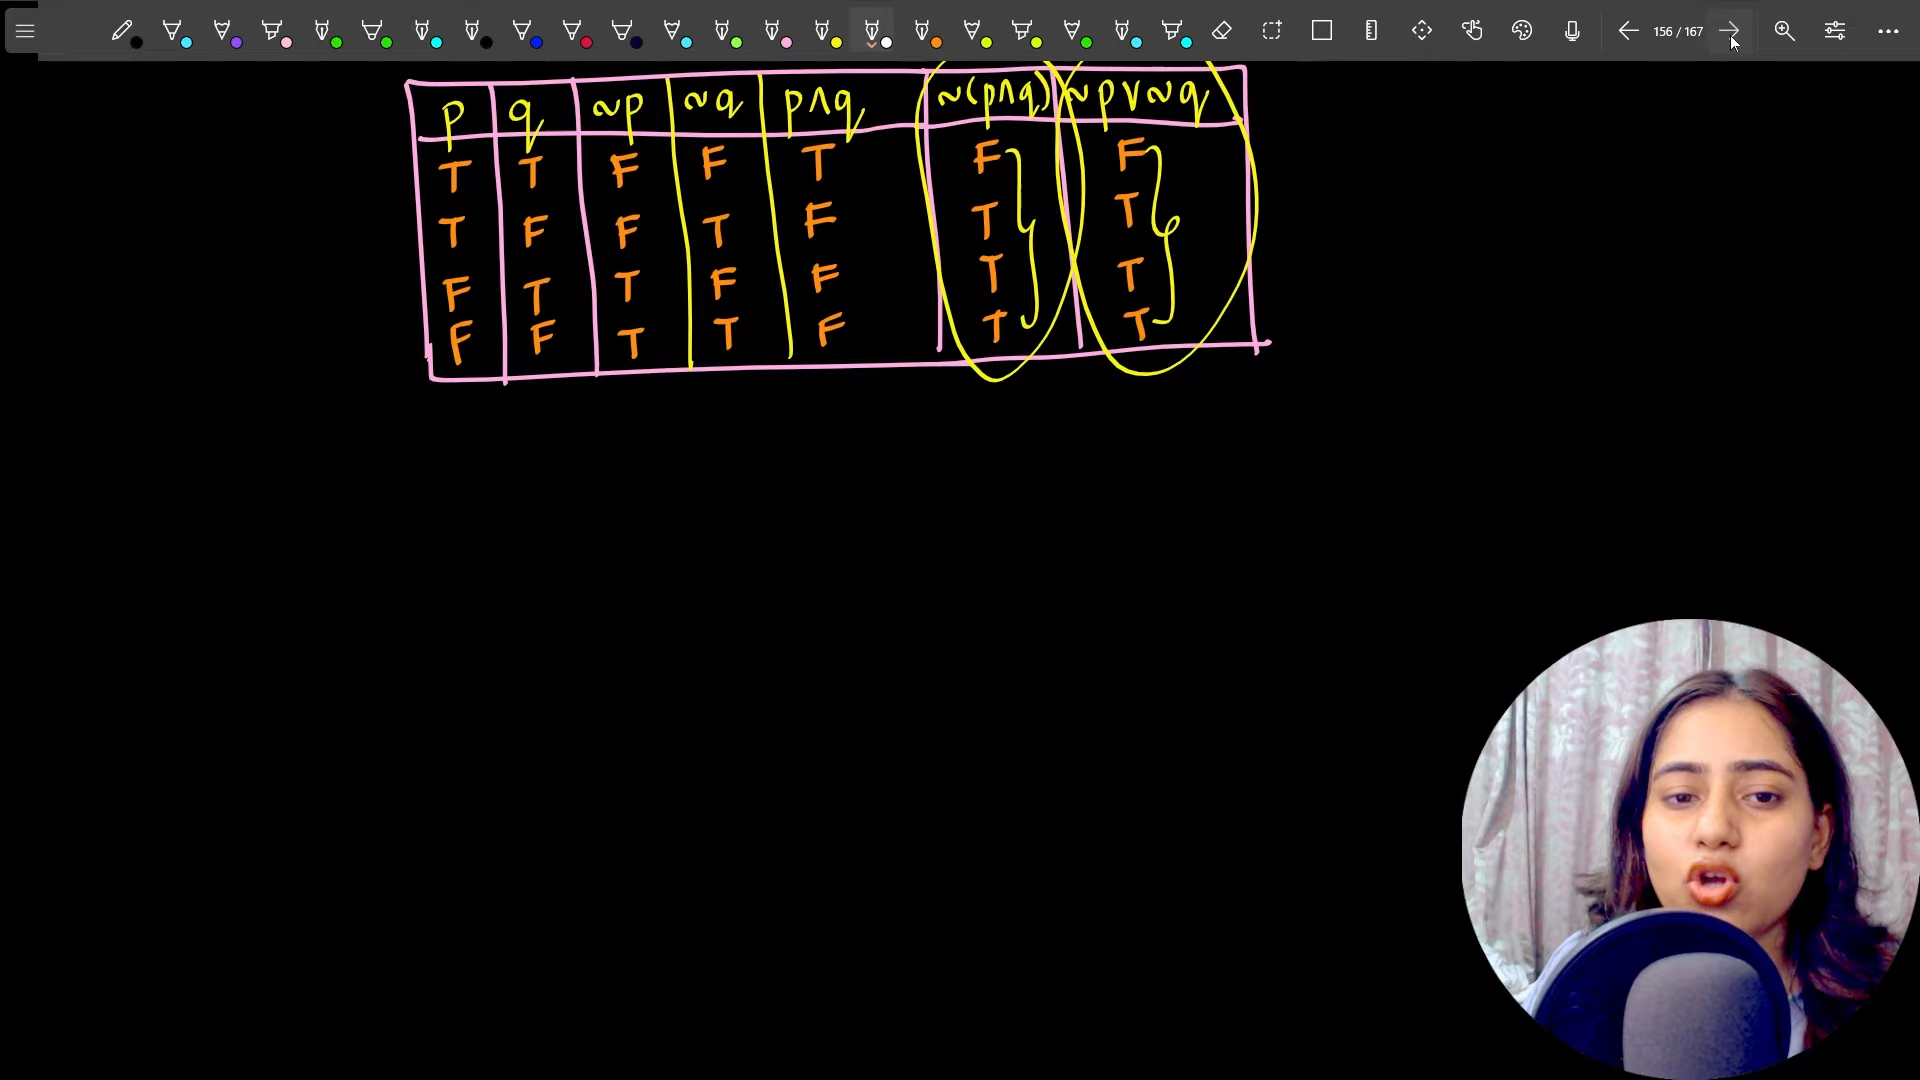 156 / 167
p q ~p ~q p∧q ~(p∧q) ~p∨~q
T T F F T F F
T F F T F T T
F T T F F T T
F F T T F T T